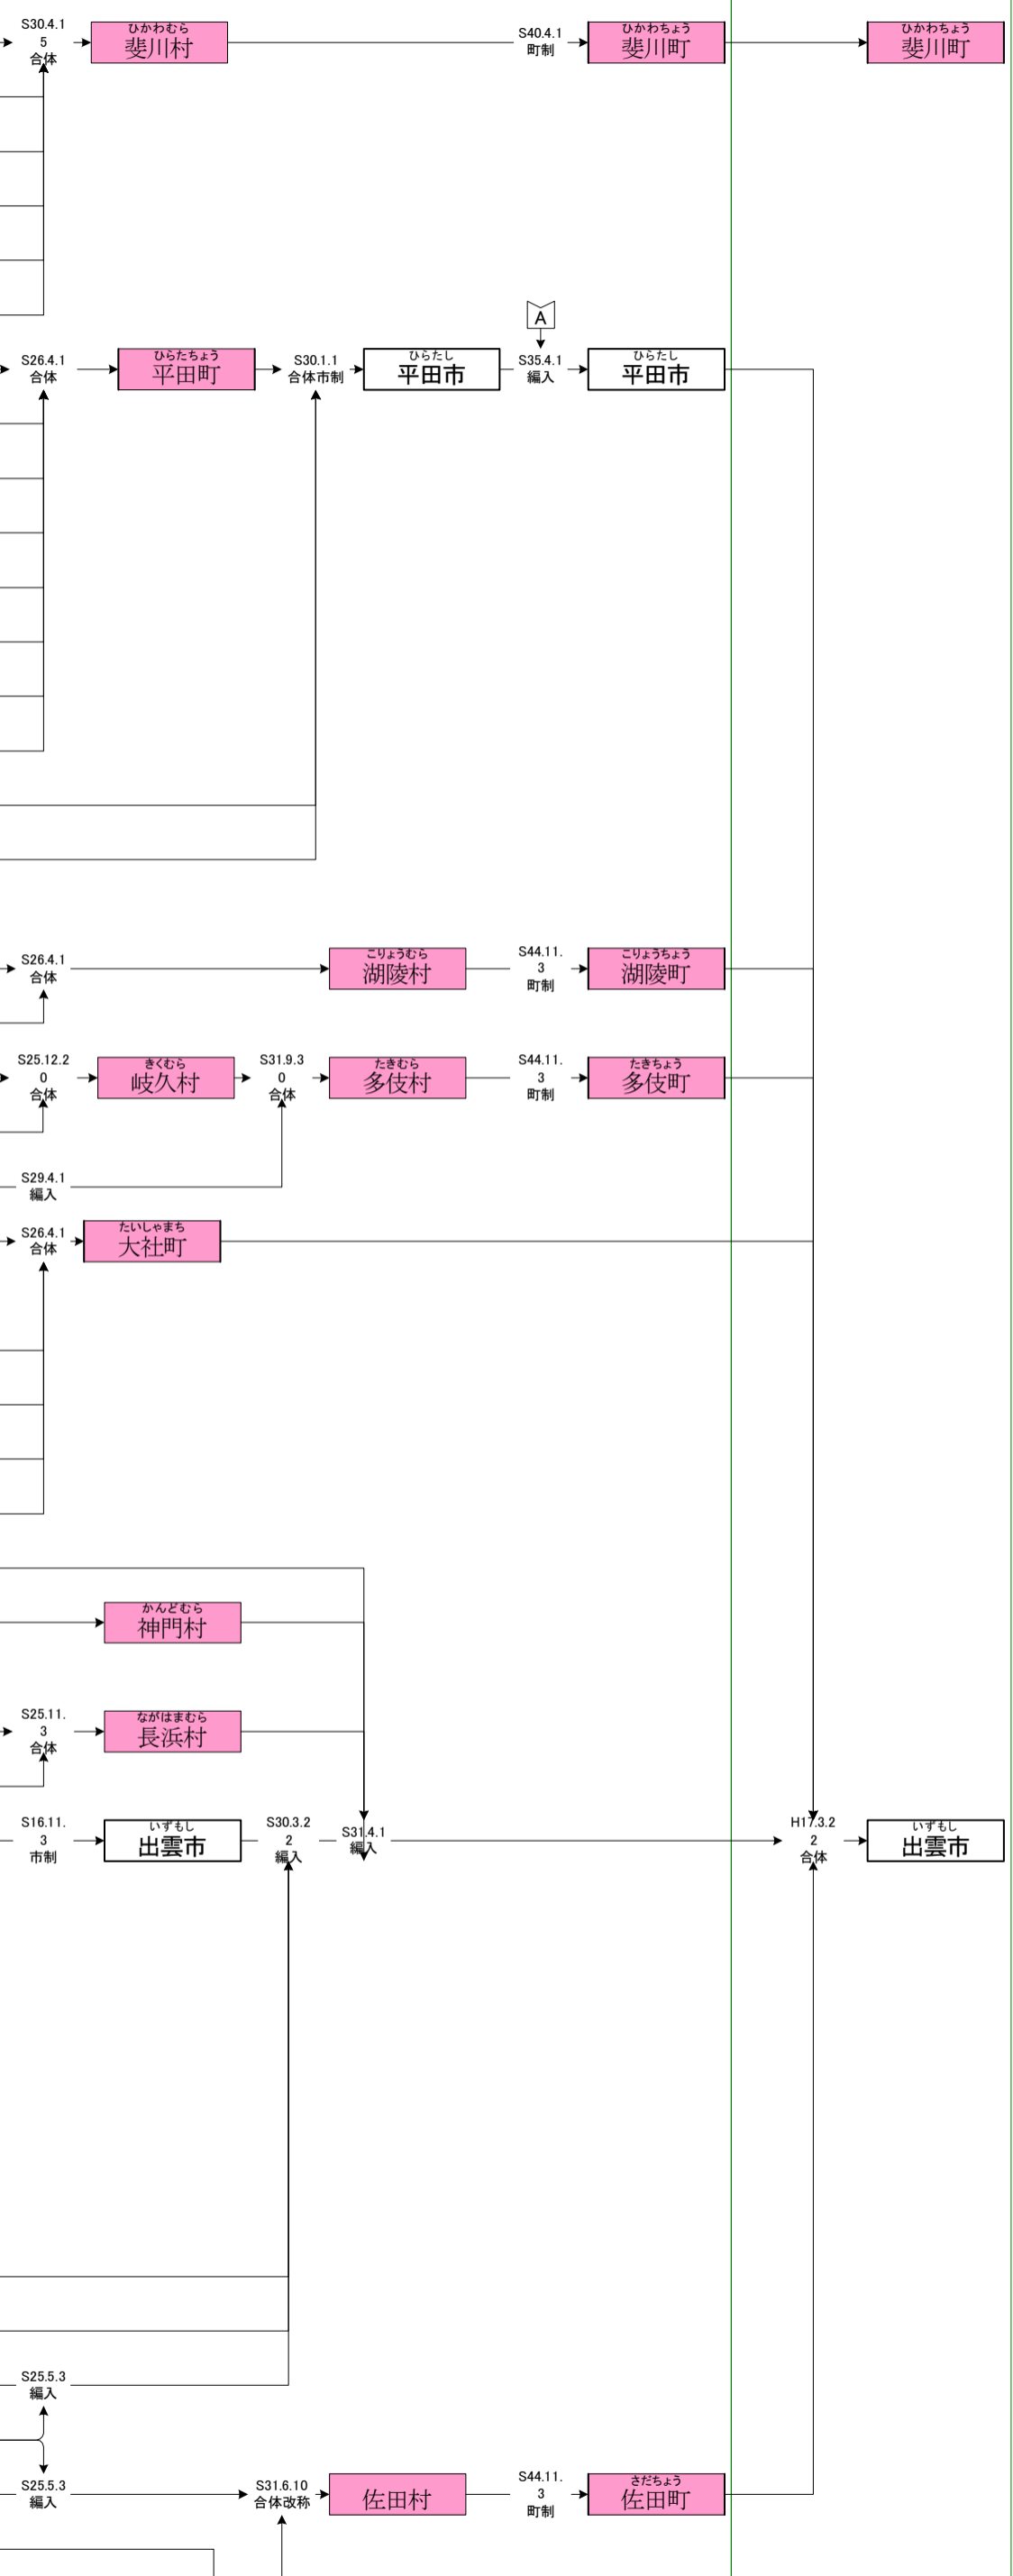 S30.4.1
5
合体
ひかわむら
斐川村
S40.4.1
町制
ひかわちょう
斐川町
ひかわちょう
斐川町
A
S26.4.1
合体
ひらたちょう
平田町
S30.1.1
合体市制
ひらたし
平田市
S35.4.1
編入
ひらたし
平田市
S26.4.1
合体
こりょうむら
湖陵村
S44.11.
3
町制
こりょうちょう
湖陵町
S25.12.2
0
合体
きくむら
岐久村
S31.9.3
0
合体
たきむら
多伎村
S44.11.
3
町制
たきちょう
多伎町
S29.4.1
編入
S26.4.1
合体
たいしゃまち
大社町
かんどむら
神門村
S25.11.
3
合体
ながはまむら
長浜村
S16.11.
3
市制
いずもし
出雲市
S30.3.2
2
編入
S31.4.1
編入
H17.3.2
2
合体
いずもし
出雲市
S25.5.3
編入
S25.5.3
編入
S31.6.10
合体改称
佐田村
S44.11.
3
町制
さだちょう
佐田町